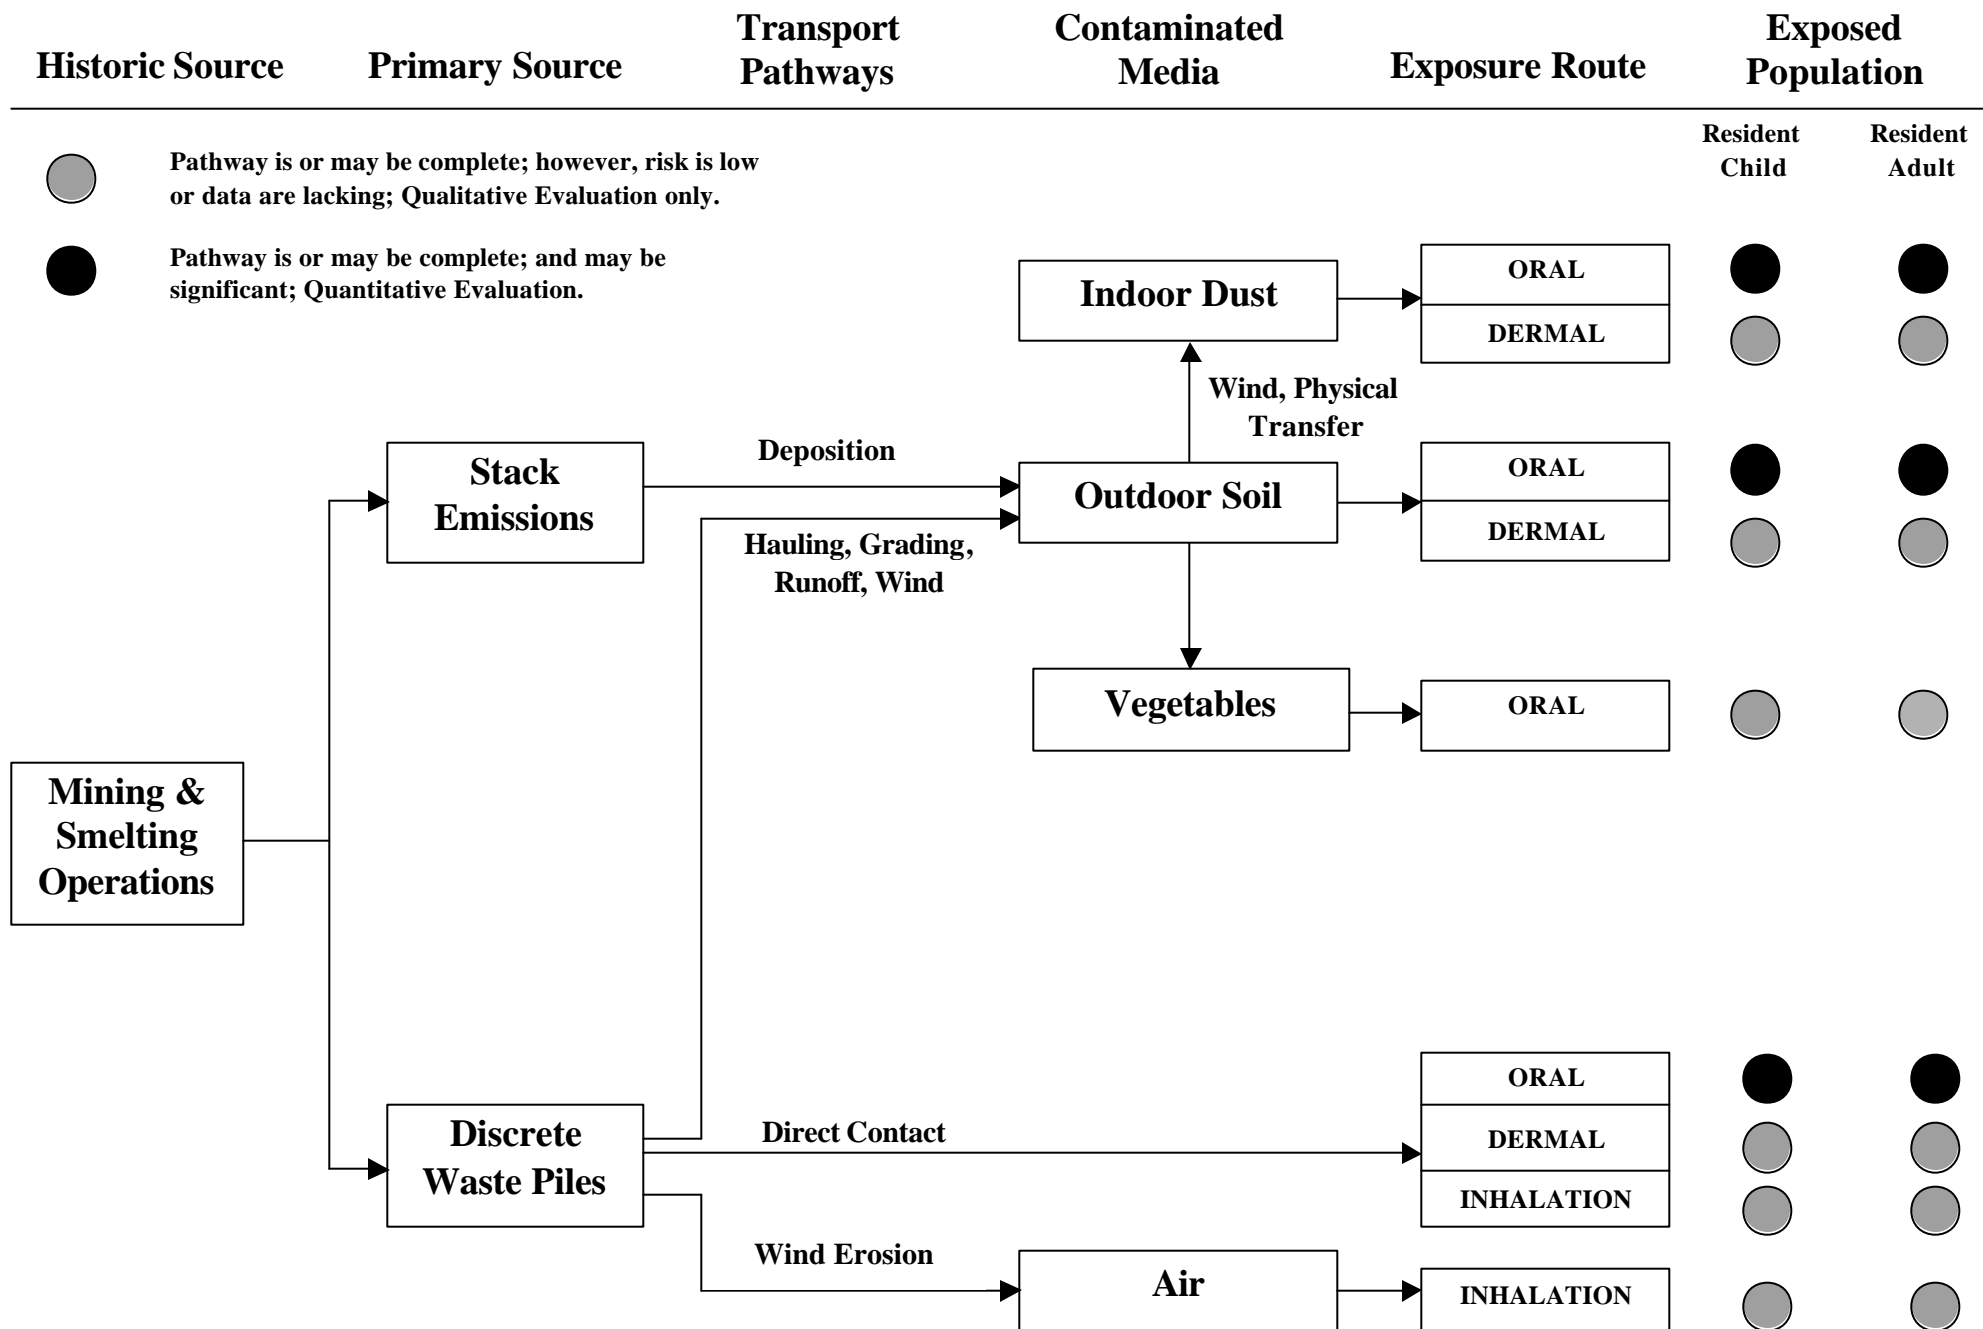 Historic Source
Primary Source
Transport
Pathways
Contaminated
Media
Exposure Route
Exposed
Population
Resident
Child
Resident
Adult
Pathway is or may be complete; however, risk is low
or data are lacking; Qualitative Evaluation only.
Pathway is or may be complete; and may be
significant; Quantitative Evaluation.
Indoor Dust
ORAL
DERMAL
Wind, Physical
Transfer
Stack
Emissions
Deposition
Outdoor Soil
ORAL
DERMAL
Hauling, Grading,
Runoff, Wind
Vegetables
ORAL
Mining &
Smelting
Operations
Discrete
Waste Piles
Direct Contact
ORAL
DERMAL
INHALATION
Wind Erosion
Air
INHALATION